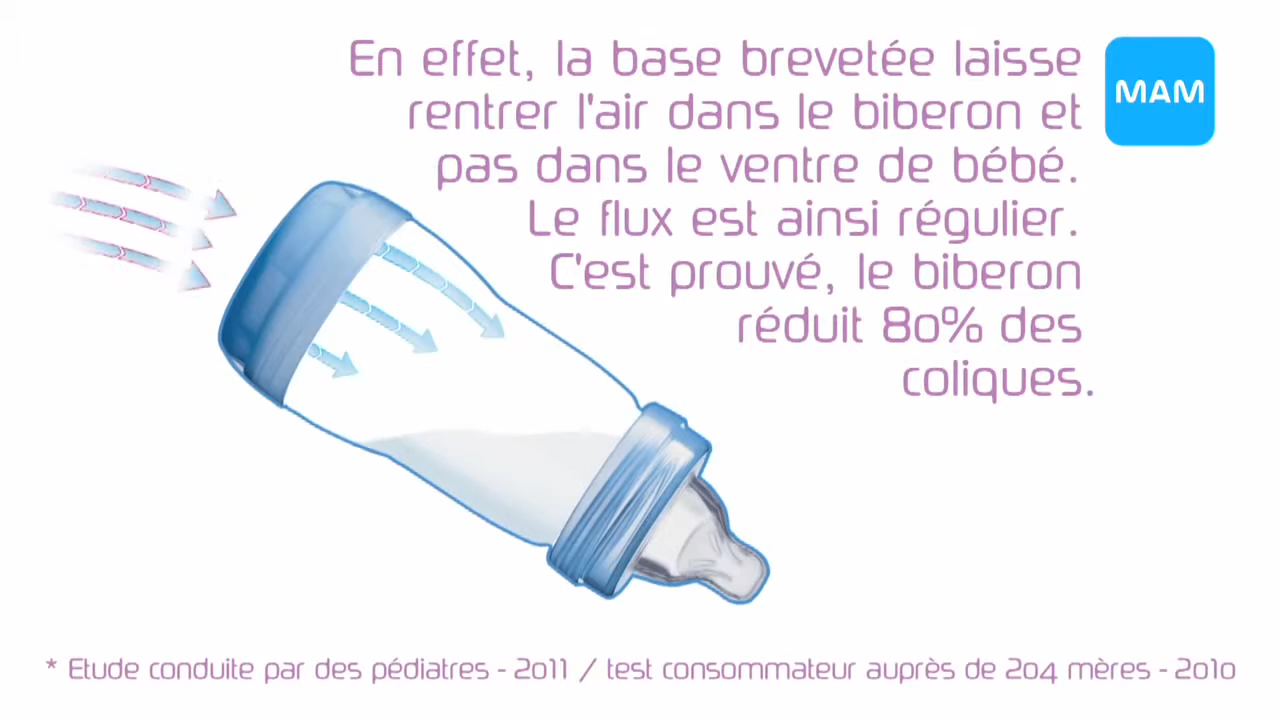 En effet, la base brevetée laisse
rentrer l'air dans le biberon et
pas dans le ventre de bébé.
Le flux est ainsi régulier.
C'est prouvé, le biberon
réduit 80% des
coliques.
MAM
* Etude conduite par des pédiatres - 2011 / test consommateur auprès de 204 mères - 2010